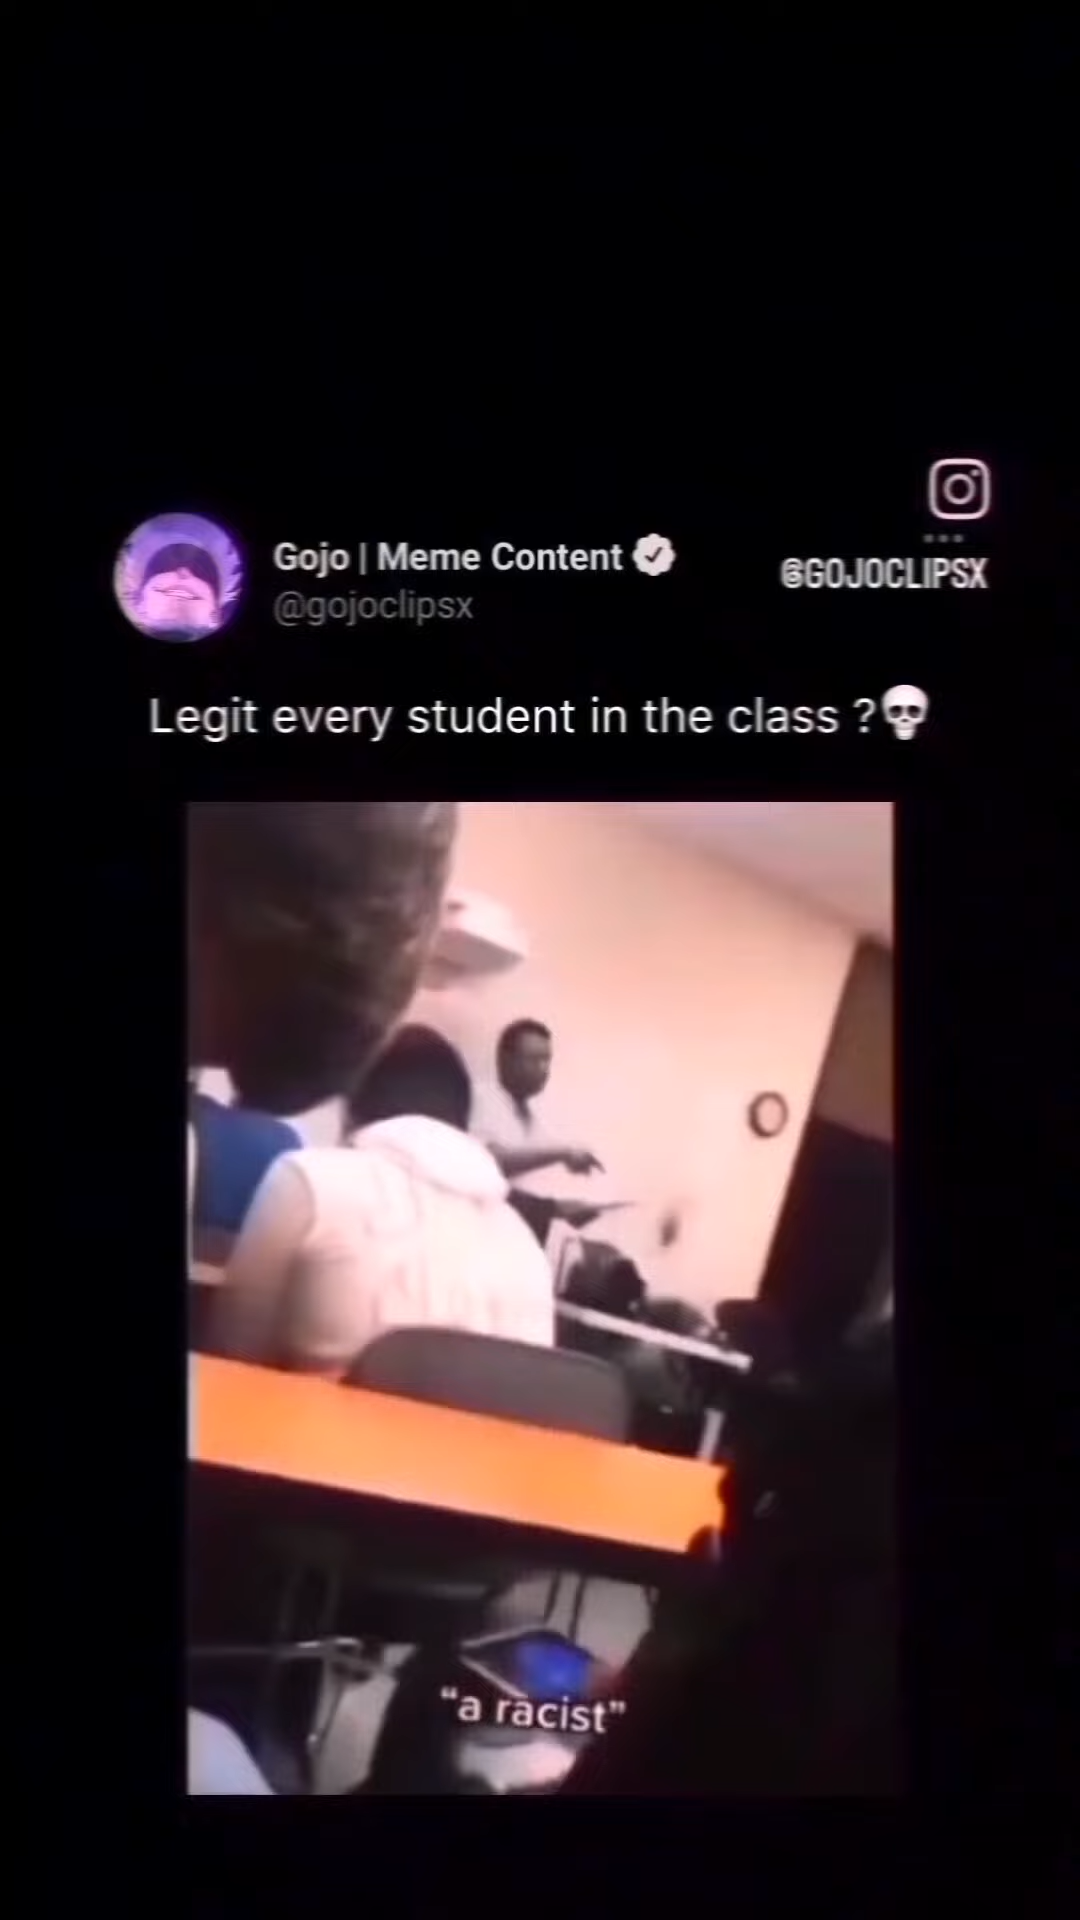 Gojo | Meme Content
@gojoclipsx
@GOJOCLIPSX
Legit every student in the class ?💀
“a racist”